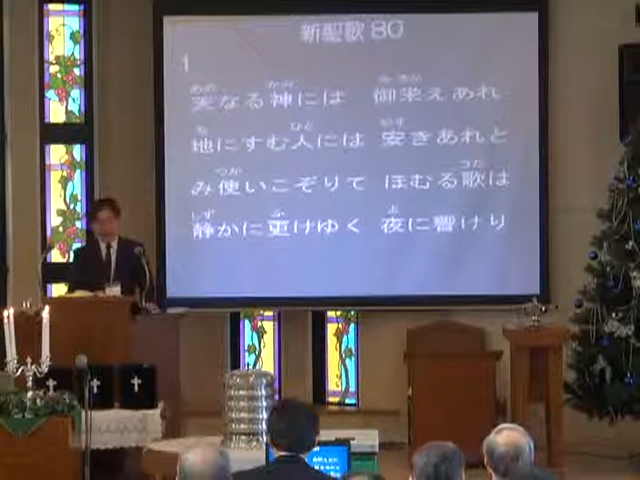 新聖歌 80
1
天なる神には 御栄えあれ
地にすむ人には 安きあれと
み使いこぞりて ほむる歌は
静かに更けゆく 夜に響けり